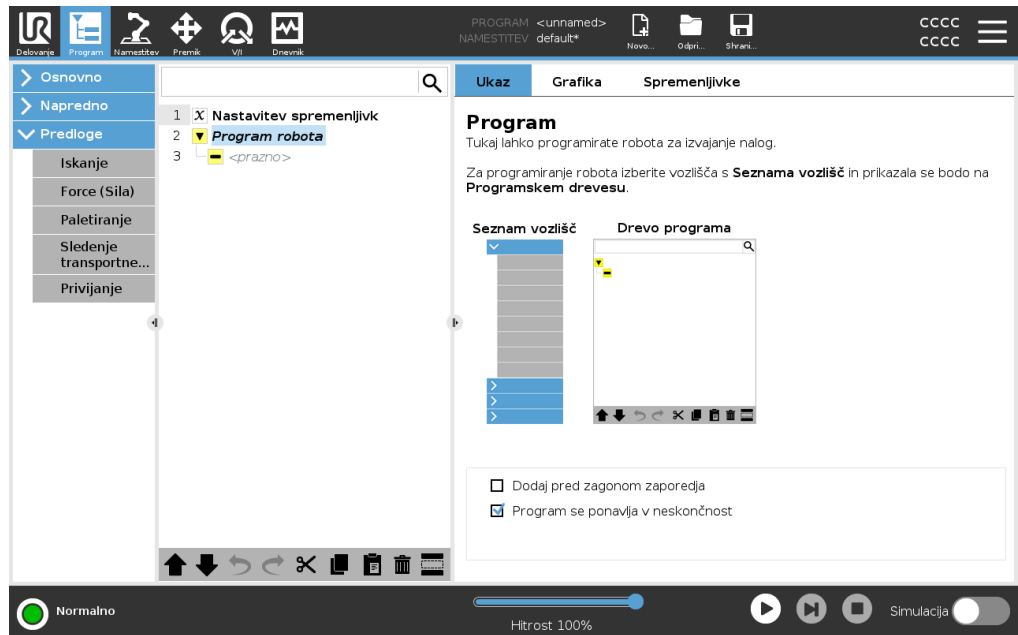 UR
Delovanje
Program
Namestitev
Premik
V/I
Dnevnik
PROGRAM <unnamed>
NAMESTITEV default*
Novo...
Odpri...
Shrani...
CCCC
CCCC
Osnovno
Napredno
Predloge
Iskanje
Force (Sila)
Paletiranje
Sledenje
transportne...
Privijanje
1 X Nastavitev spremenljivk
2 Program robota
3 <prazno>
Ukaz
Grafika
Spremenljivke
Program
Tukaj lahko programirate robota za izvajanje nalog.
Za programiranje robota izberite vozlišča s Seznama vozlišč in prikazala se bodo na
Programskem drevesu.
Seznam vozlišč
Drevo programa
Dodaj pred zagonom zaporedja
Program se ponavlja v neskončnost
Normalno
Hitrost 100%
Simulacija